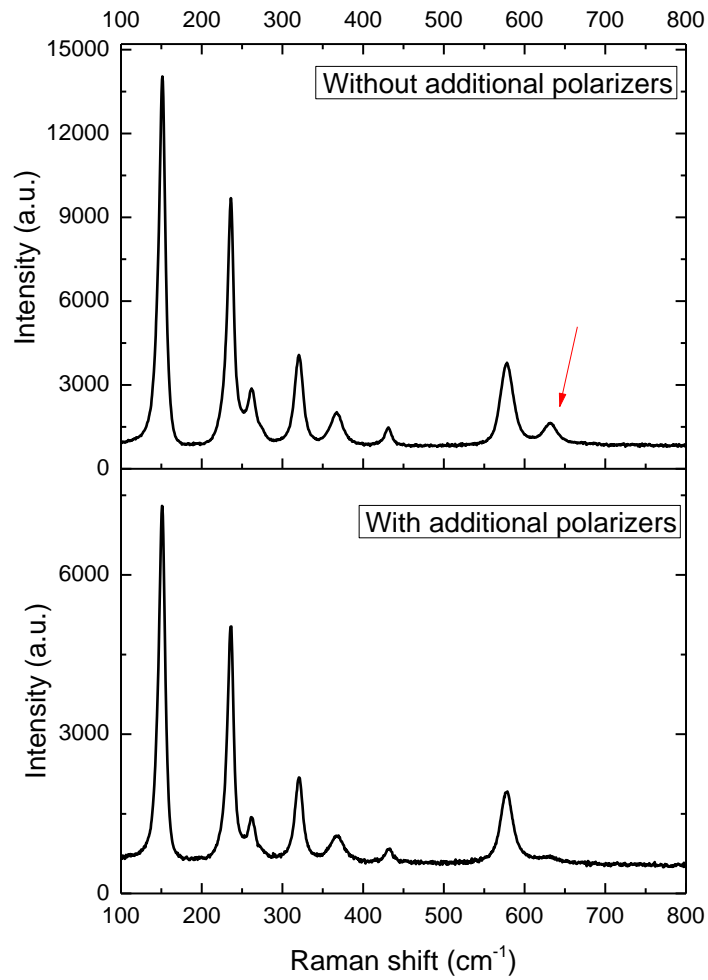 100 200 300 400 500 600 700 800
15000
Without additional polarizers
12000
9000
Intensity (a.u.)
6000
3000
0
With additional polarizers
6000
Intensity (a.u.)
3000
0
100 200 300 400 500 600 700 800
Raman shift (cm⁻¹)